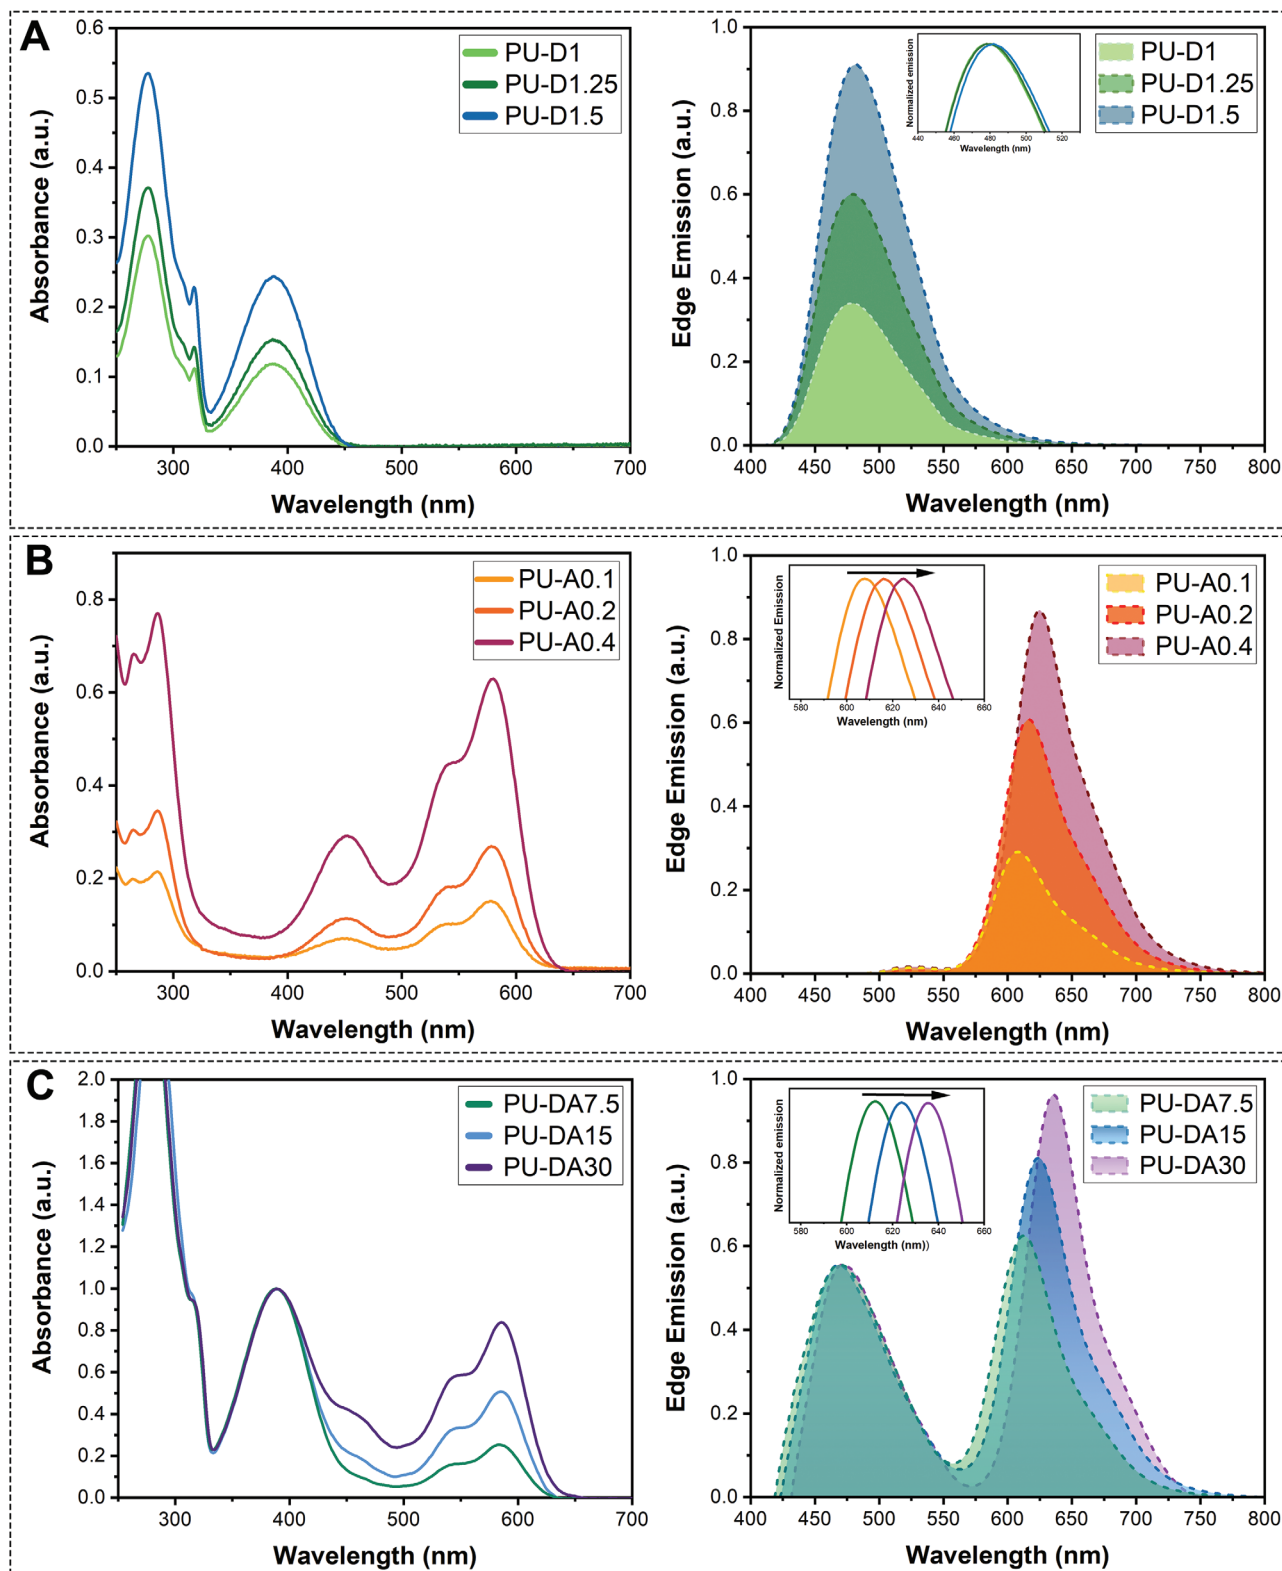 A
0.6
0.5
0.4
0.3
0.2
0.1
0.0
Absorbance (a.u.)
300 400 500 600 700
Wavelength (nm)
PU-D1
PU-D1.25
PU-D1.5
1.0
0.8
0.6
0.4
0.2
0.0
Edge Emission (a.u.)
400 450 500 550 600 650 700 750 800
Wavelength (nm)
Normalized emission
440 460 480 500 520
Wavelength (nm)
PU-D1
PU-D1.25
PU-D1.5
B
0.8
0.6
0.4
0.2
0.0
Absorbance (a.u.)
300 400 500 600 700
Wavelength (nm)
PU-A0.1
PU-A0.2
PU-A0.4
1.0
0.8
0.6
0.4
0.2
0.0
Edge Emission (a.u.)
400 450 500 550 600 650 700 750 800
Wavelength (nm)
Normalized Emission
580 600 620 640 660
Wavelength (nm)
PU-A0.1
PU-A0.2
PU-A0.4
C
2.0
1.8
1.6
1.4
1.2
1.0
0.8
0.6
0.4
0.2
0.0
Absorbance (a.u.)
300 400 500 600 700
Wavelength (nm)
PU-DA7.5
PU-DA15
PU-DA30
1.0
0.8
0.6
0.4
0.2
0.0
Edge Emission (a.u.)
400 450 500 550 600 650 700 750 800
Wavelength (nm)
Normalized emission
580 600 620 640 660
Wavelength (nm))
PU-DA7.5
PU-DA15
PU-DA30